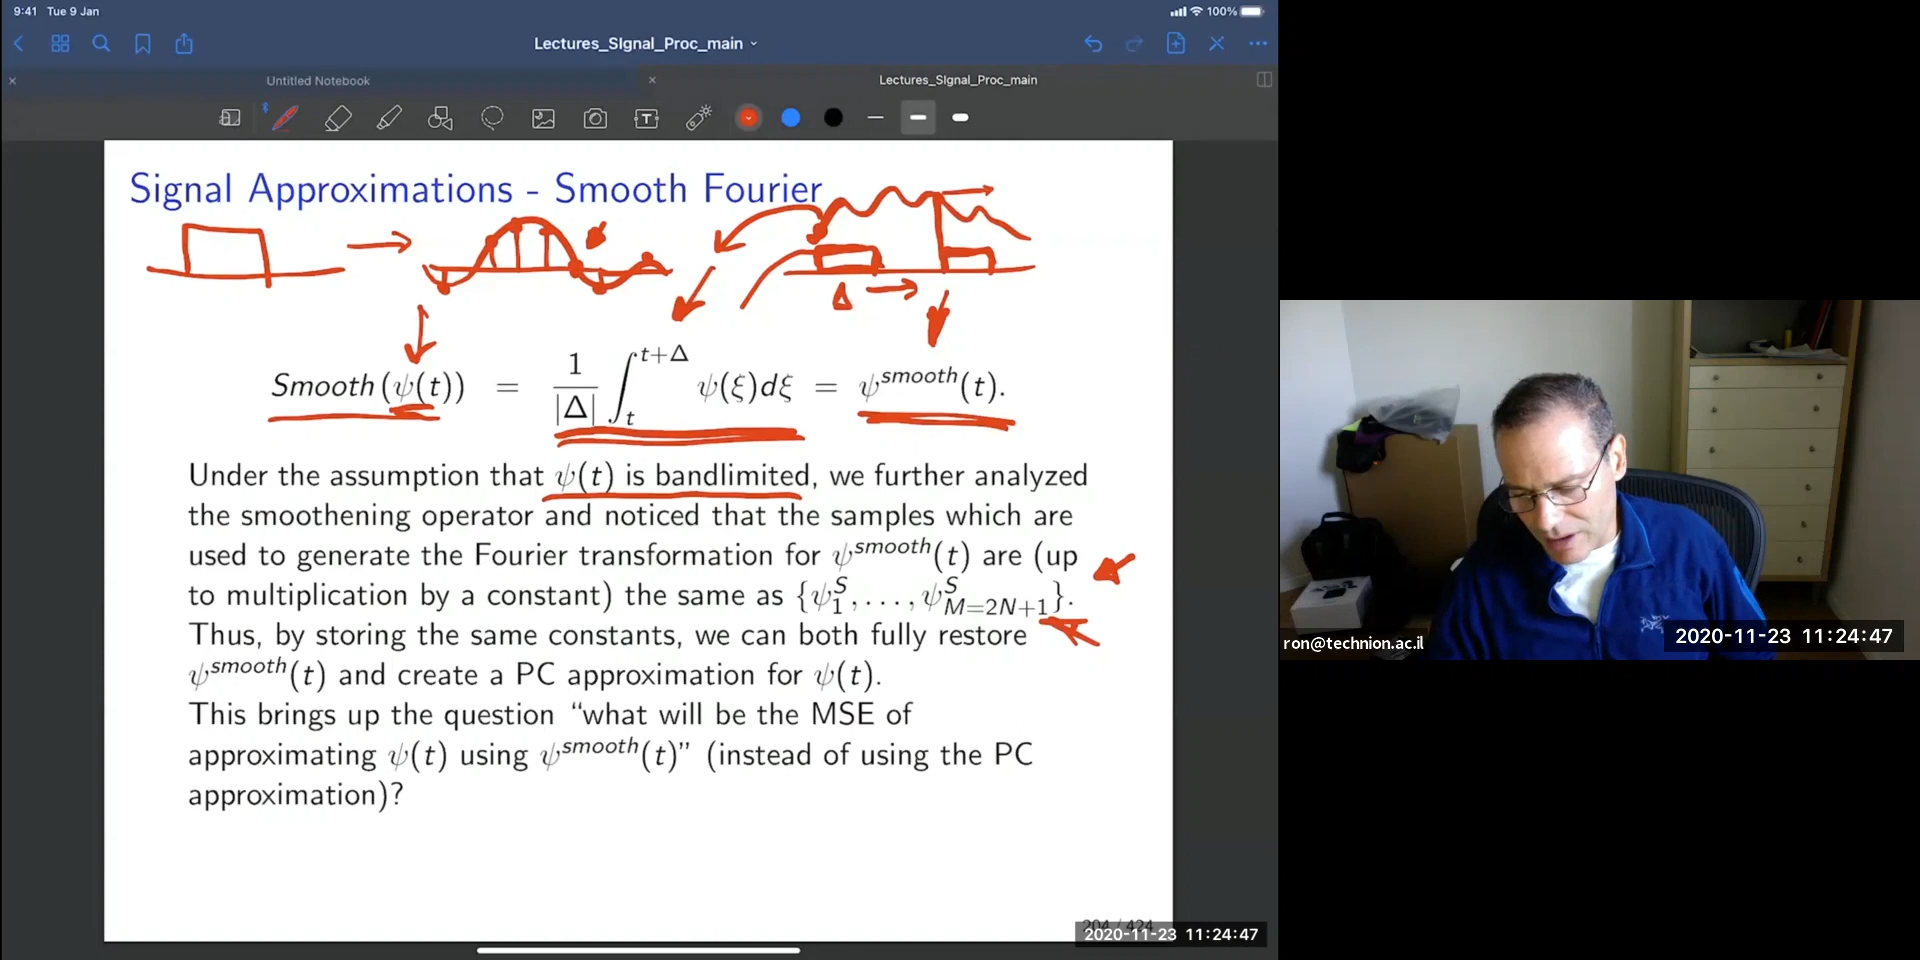 9:41 Tue 9 Jan
100%
Lectures_SIgnal_Proc_main
Untitled Notebook
Lectures_SIgnal_Proc_main
Signal Approximations - Smooth Fourier
Δ
Smooth(ψ(t)) = 1/|Δ| ∫_t^{t+Δ} ψ(ξ)dξ = ψ^{smooth}(t).
Under the assumption that ψ(t) is bandlimited, we further analyzed
the smoothening operator and noticed that the samples which are
used to generate the Fourier transformation for ψ^{smooth}(t) are (up
to multiplication by a constant) the same as {ψ_1^S, . . . , ψ_{M=2N+1}^S}.
Thus, by storing the same constants, we can both fully restore
ψ^{smooth}(t) and create a PC approximation for ψ(t).
This brings up the question “what will be the MSE of
approximating ψ(t) using ψ^{smooth}(t)” (instead of using the PC
approximation)?
204 / 424
2020-11-23 11:24:47
ron@technion.ac.il
2020-11-23 11:24:47